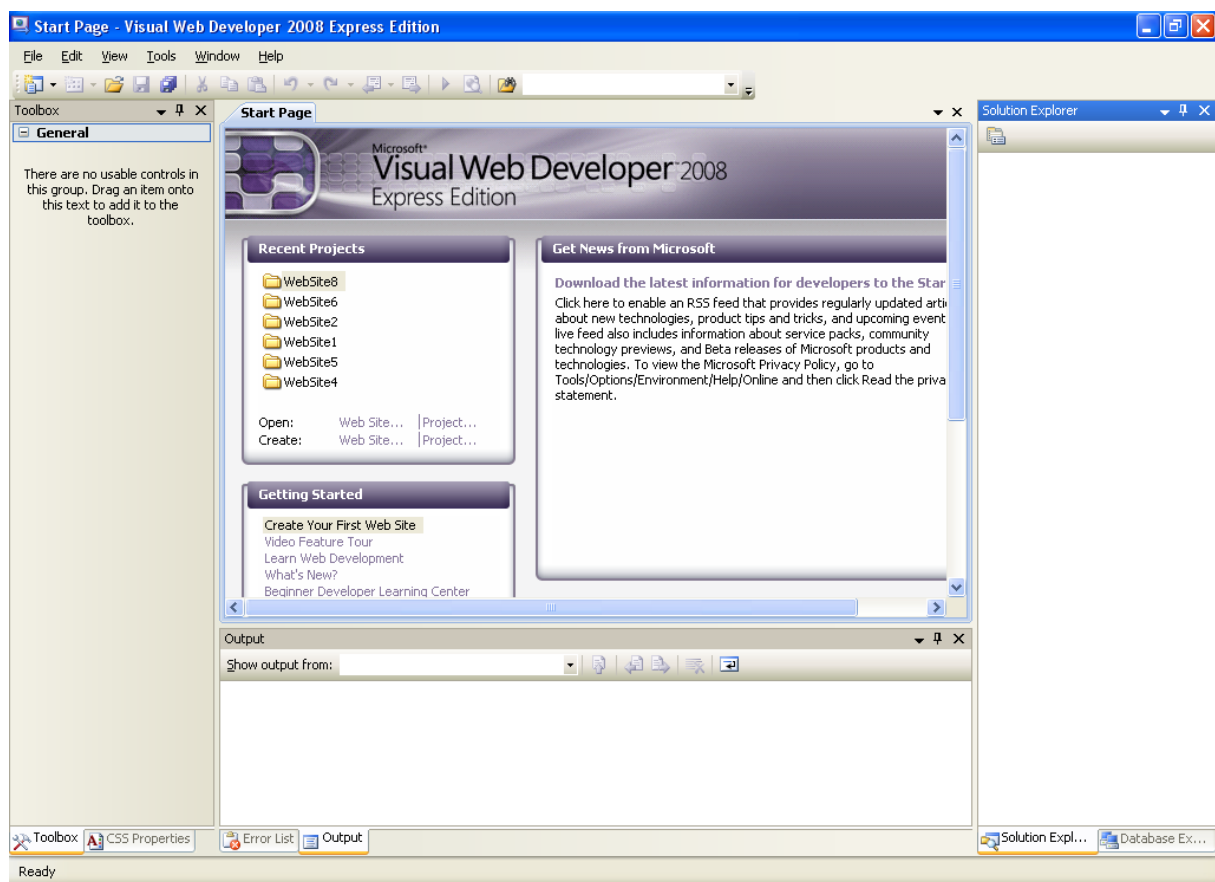 Start Page - Visual Web Developer 2008 Express Edition
File Edit View Tools Window Help
Toolbox
General
There are no usable controls in
this group. Drag an item onto
this text to add it to the
toolbox.
Start Page
Microsoft®
Visual Web Developer 2008
Express Edition
Recent Projects
WebSite8
WebSite6
WebSite2
WebSite1
WebSite5
WebSite4
Open: Web Site... | Project...
Create: Web Site... | Project...
Getting Started
Create Your First Web Site
Video Feature Tour
Learn Web Development
What's New?
Beginner Developer Learning Center
Get News from Microsoft
Download the latest information for developers to the Star
Click here to enable an RSS feed that provides regularly updated arti
about new technologies, product tips and tricks, and upcoming event
live feed also includes information about service packs, community
technology previews, and Beta releases of Microsoft products and
technologies. To view the Microsoft Privacy Policy, go to
Tools/Options/Environment/Help/Online and then click Read the priva
statement.
Output
Show output from:
Solution Explorer
Toolbox CSS Properties
Error List Output
Solution Expl... Database Ex...
Ready